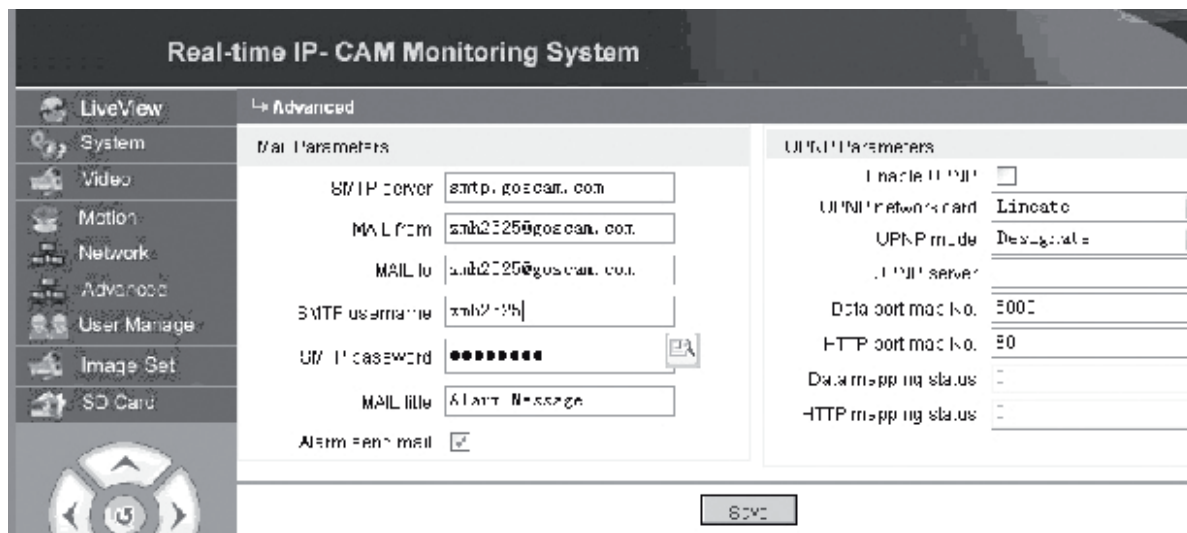 Real-time IP- CAM Monitoring System
LiveView
System
Video
Motion
Network
Advanced
User Manage
Image Set
SD Card
Advanced
Mail Parameters
SMTP server
smtp.goscam.com
MAIL from
MAIL to
SMTP username
SMTP password
••••••••
MAIL title
Alarm Message
Alarm send mail
UPNP Parameters
Enable UPNP
UPNP network card
UPNP mode
Designate
UPNP server
Data port map No.
HTTP port map No.
80
Data mapping status
HTTP mapping status
Save